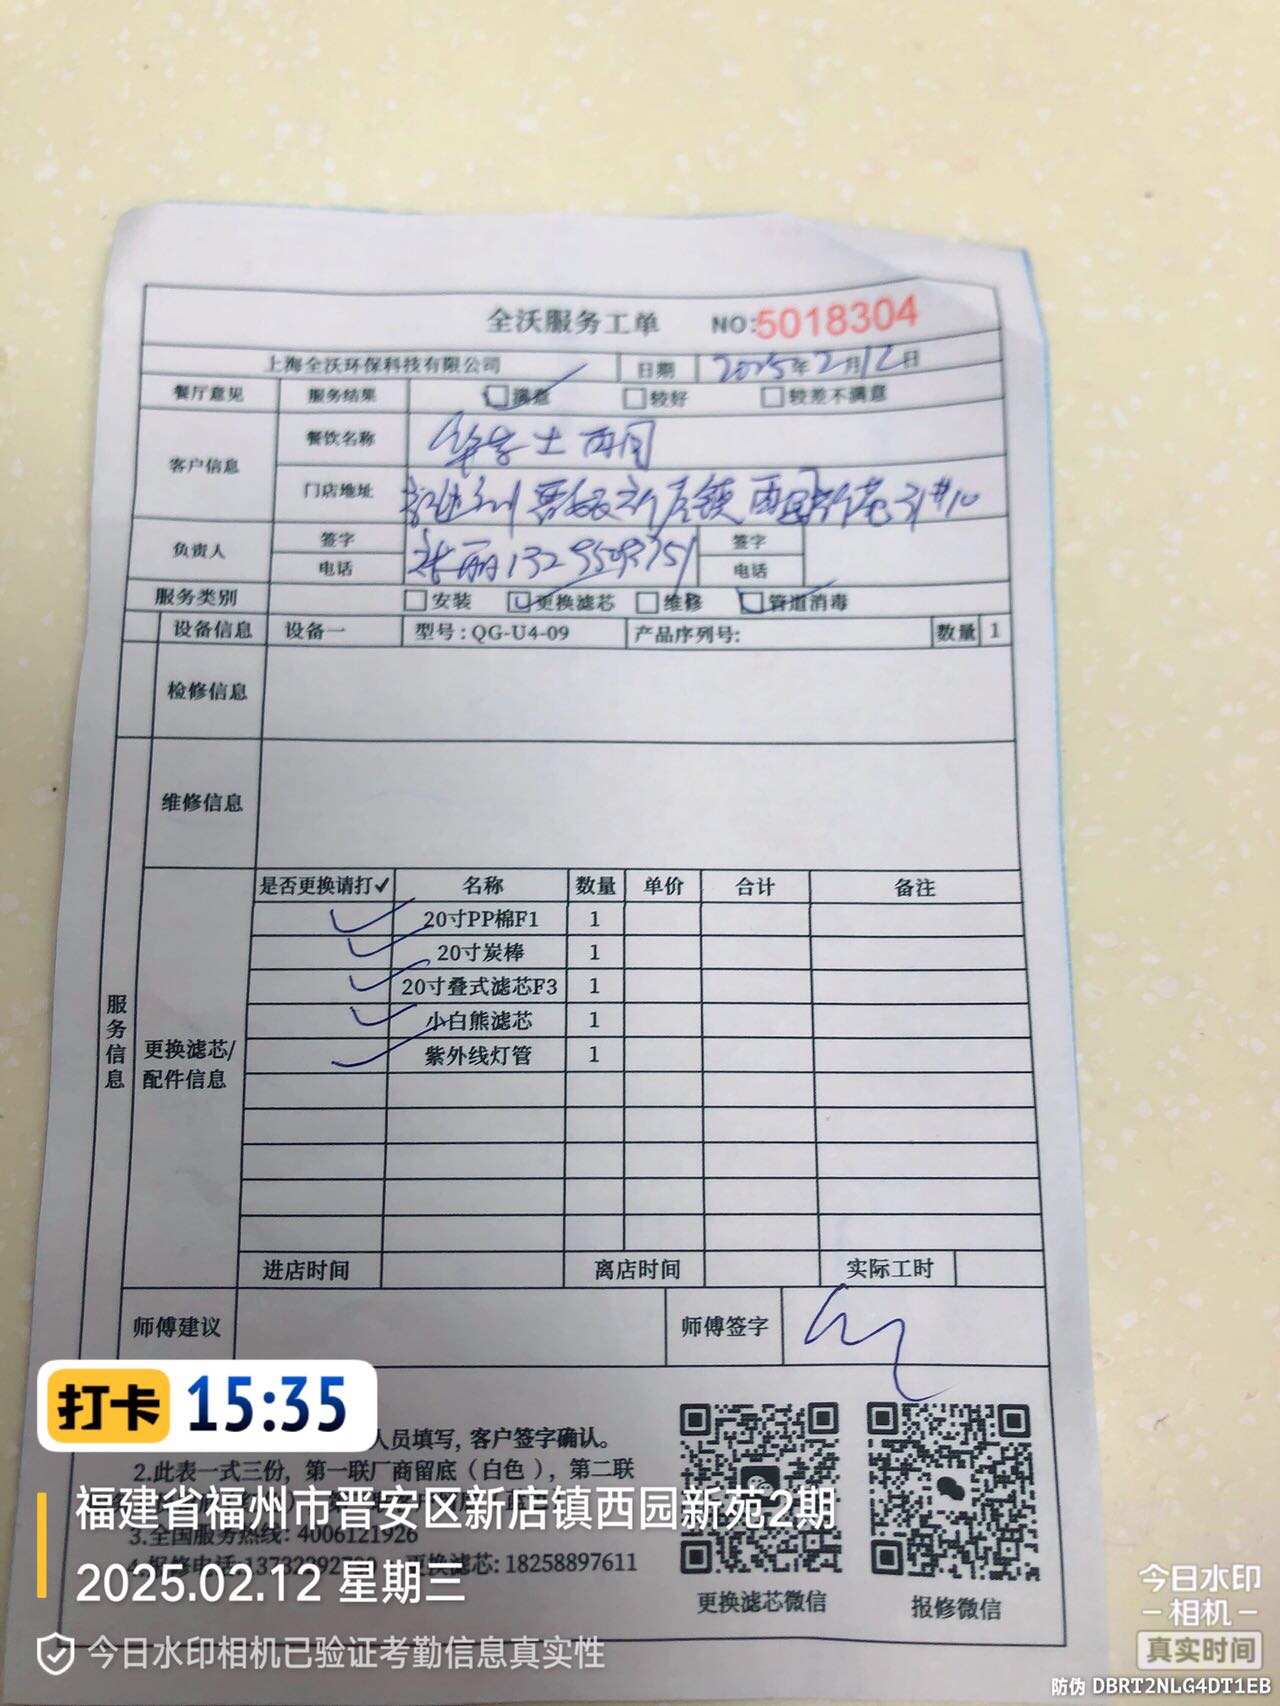 全沃服务工单 NO:5018304
上海全沃环保科技有限公司 日期 2025年2月12日
餐厅意见 服务结果 满意 较好 较差不满意
客户信息 餐饮名称 华莱士西园
门店地址 新店镇西园新苑
负责人 签字 张丽 签字
电话 电话
服务类别 安装 更换滤芯 维修 管道消毒
设备信息 设备一 型号:QG-U4-09 产品序列号: 数量 1
检修信息
维修信息
服务信息
更换滤芯/
配件信息
是否更换请打✓ 名称 数量 单价 合计 备注
✓ 20寸PP棉F1 1
✓ 20寸炭棒 1
✓ 20寸叠式滤芯F3 1
✓ 小白熊滤芯 1
✓ 紫外线灯管 1
进店时间 离店时间 实际工时
师傅建议 师傅签字
打卡 15:35
人员填写,客户签字确认。
2.此表一式三份,第一联厂商留底(白色),第二联
福建省福州市晋安区新店镇西园新苑2期
3.全国服务热线:4006121926
更换滤芯:18258897611
2025.02.12 星期三
更换滤芯微信 报修微信
今日水印相机已验证考勤信息真实性
今日水印
相机
真实时间
防伪 DBRT2NLG4DT1EB